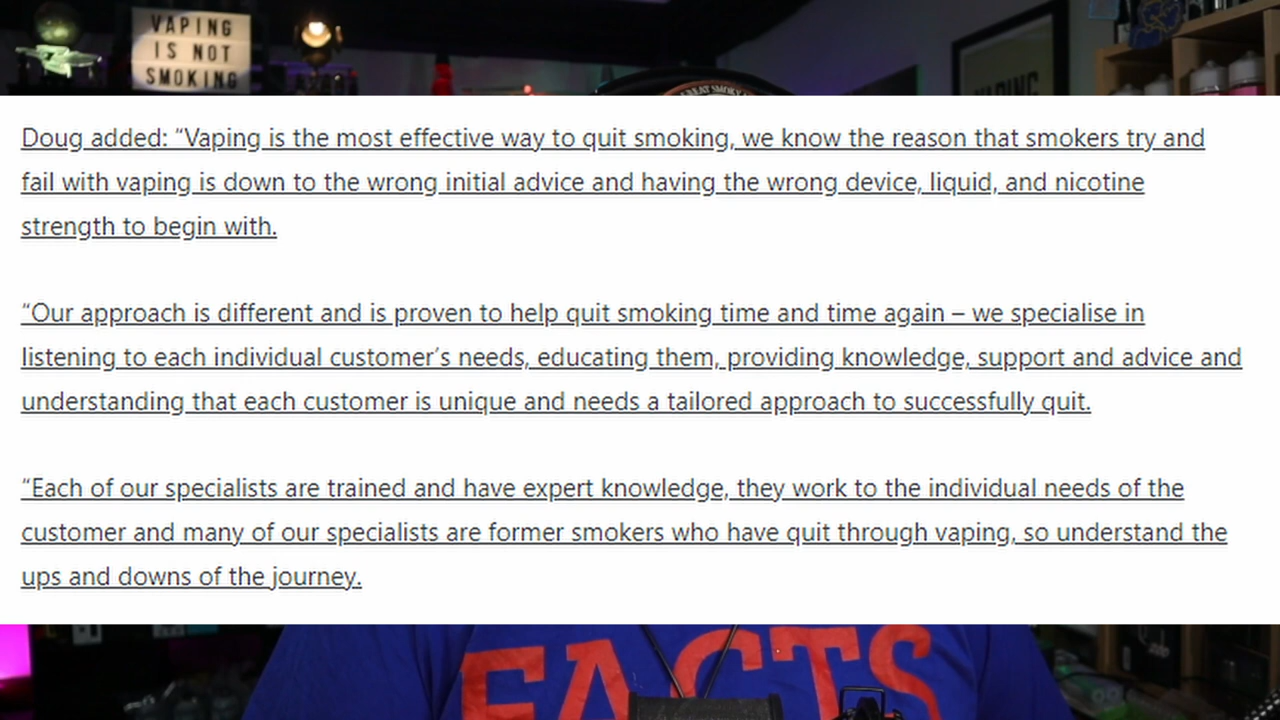 VAPING
IS NOT
SMOKING
Doug added: “Vaping is the most effective way to quit smoking, we know the reason that smokers try and
fail with vaping is down to the wrong initial advice and having the wrong device, liquid, and nicotine
strength to begin with.
“Our approach is different and is proven to help quit smoking time and time again – we specialise in
listening to each individual customer’s needs, educating them, providing knowledge, support and advice and
understanding that each customer is unique and needs a tailored approach to successfully quit.
“Each of our specialists are trained and have expert knowledge, they work to the individual needs of the
customer and many of our specialists are former smokers who have quit through vaping, so understand the
ups and downs of the journey.
FACTS